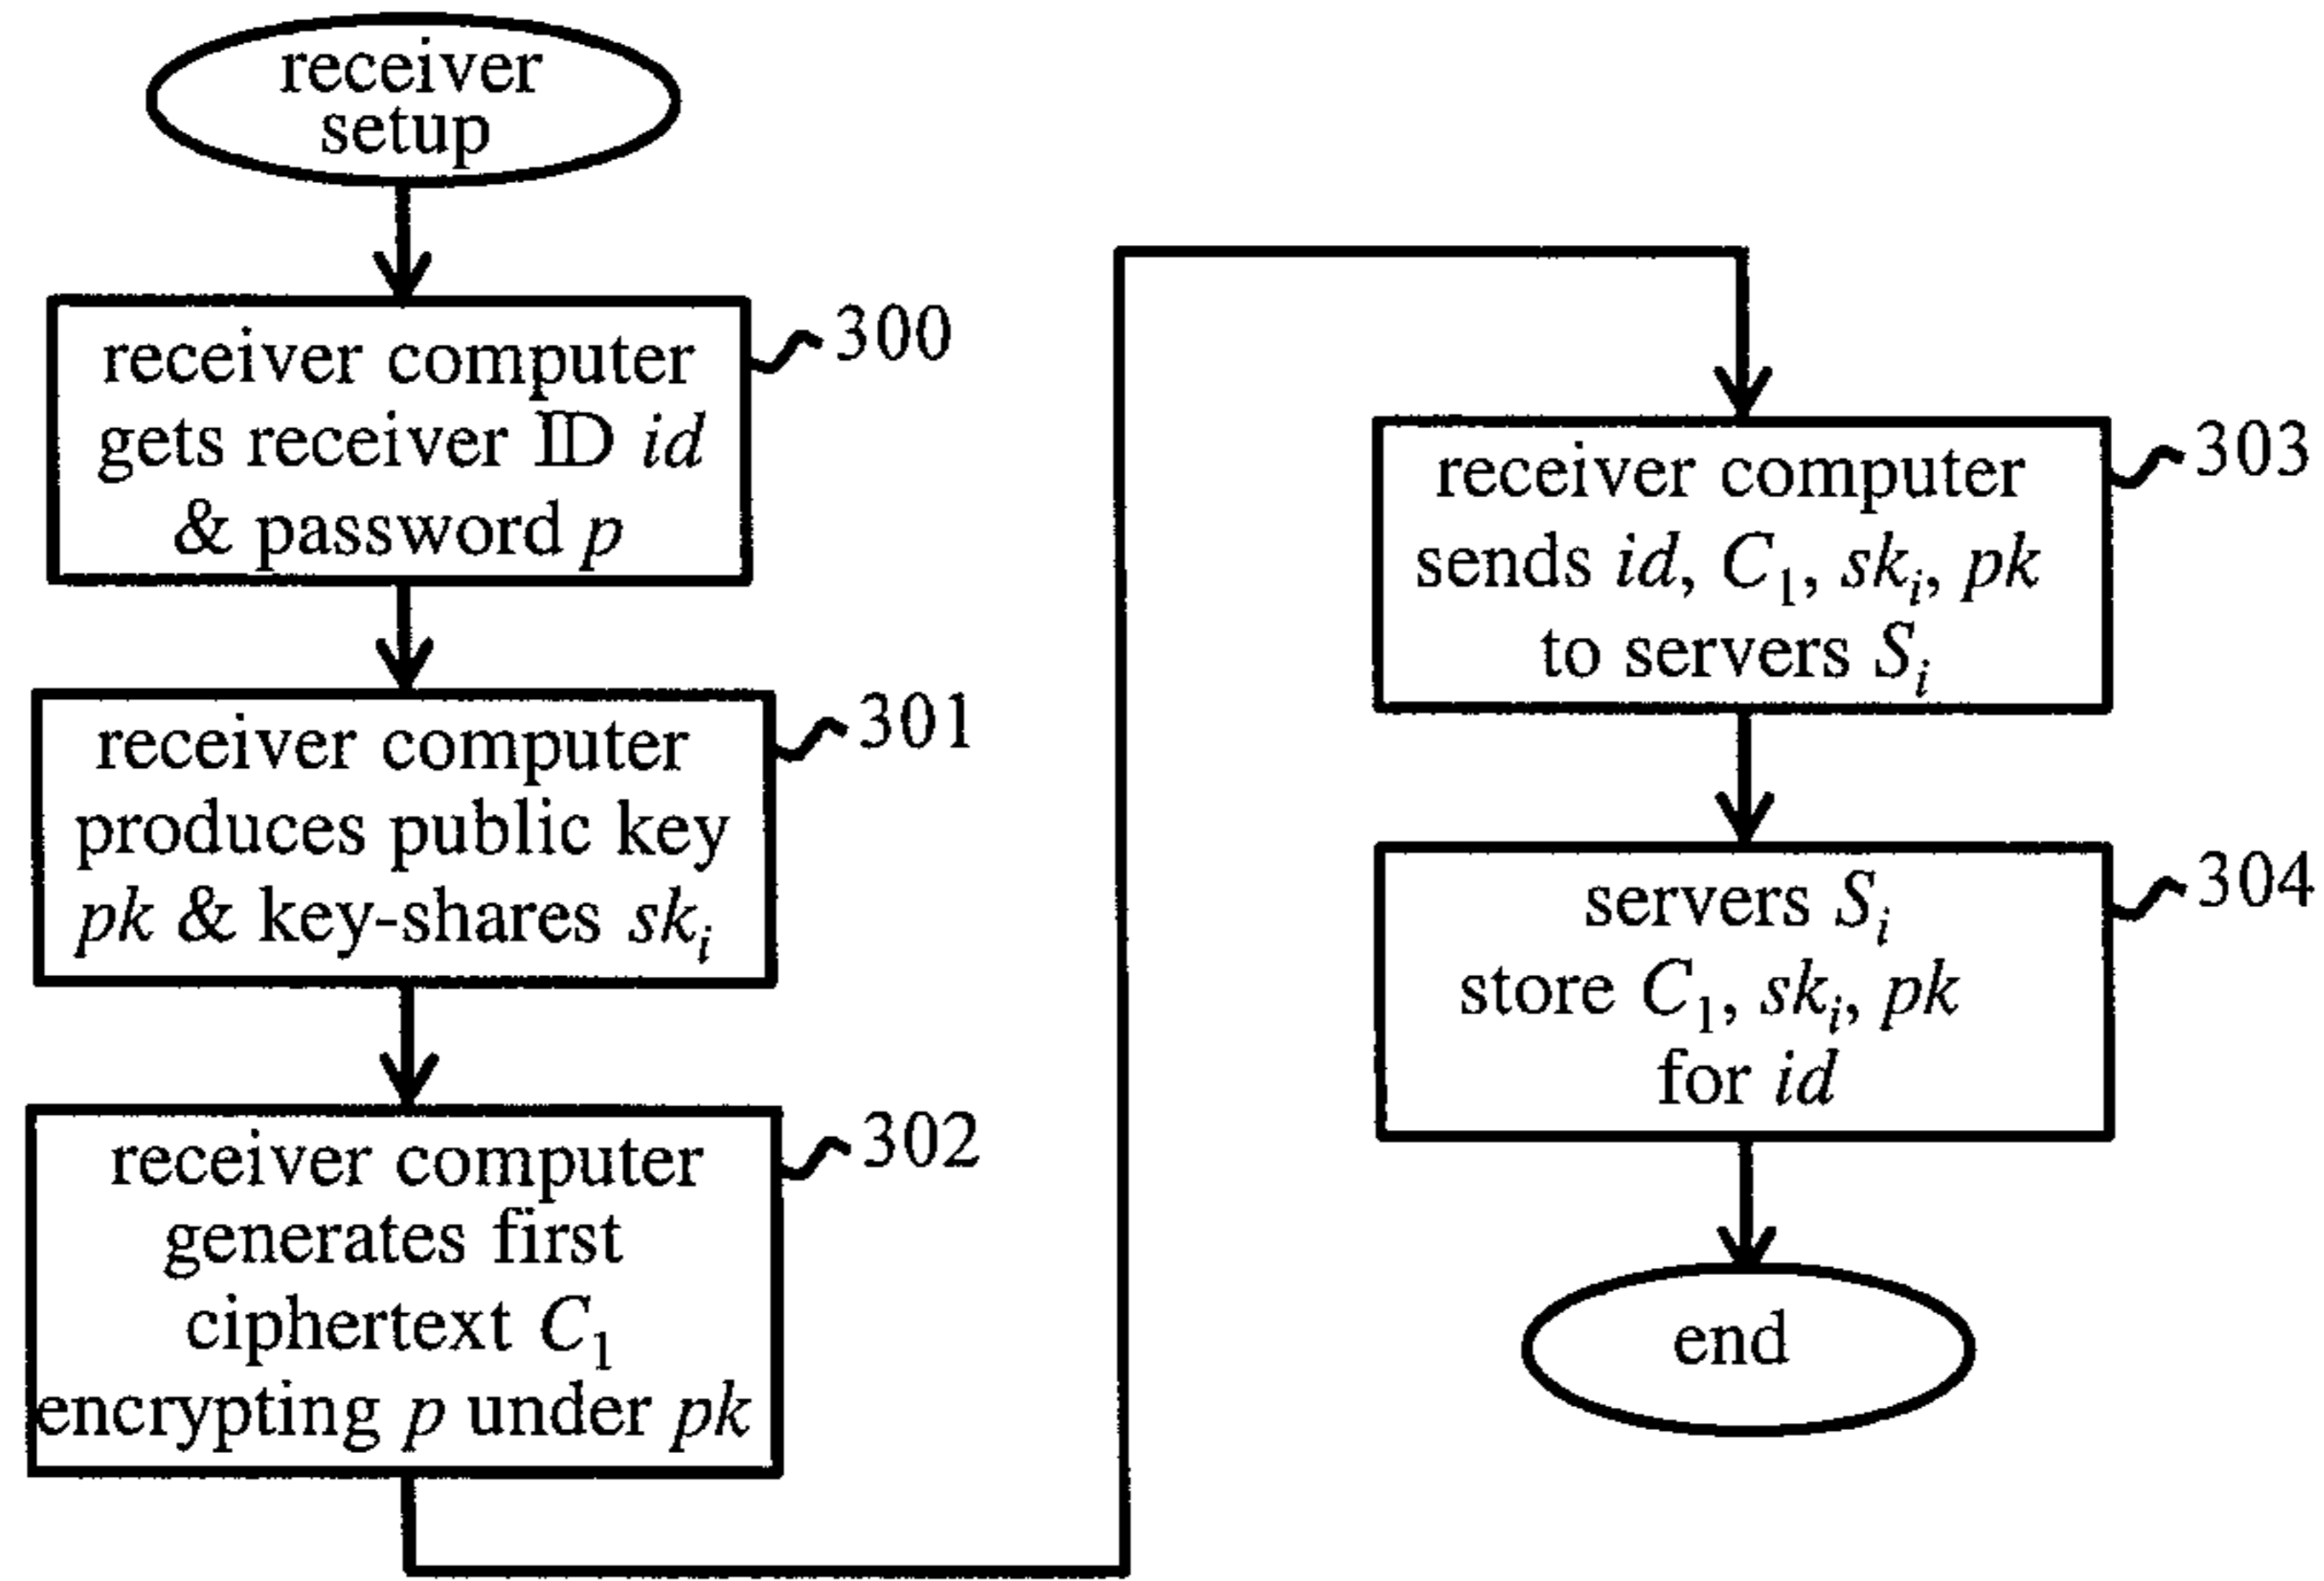 receiver
setup
300
receiver computer
gets receiver ID id
& password p
301
receiver computer
produces public key
pk & key-shares skᵢ
302
receiver computer
generates first
ciphertext C₁
encrypting p under pk
303
receiver computer
sends id, C₁, skᵢ, pk
to servers Sᵢ
304
servers Sᵢ
store C₁, skᵢ, pk
for id
end